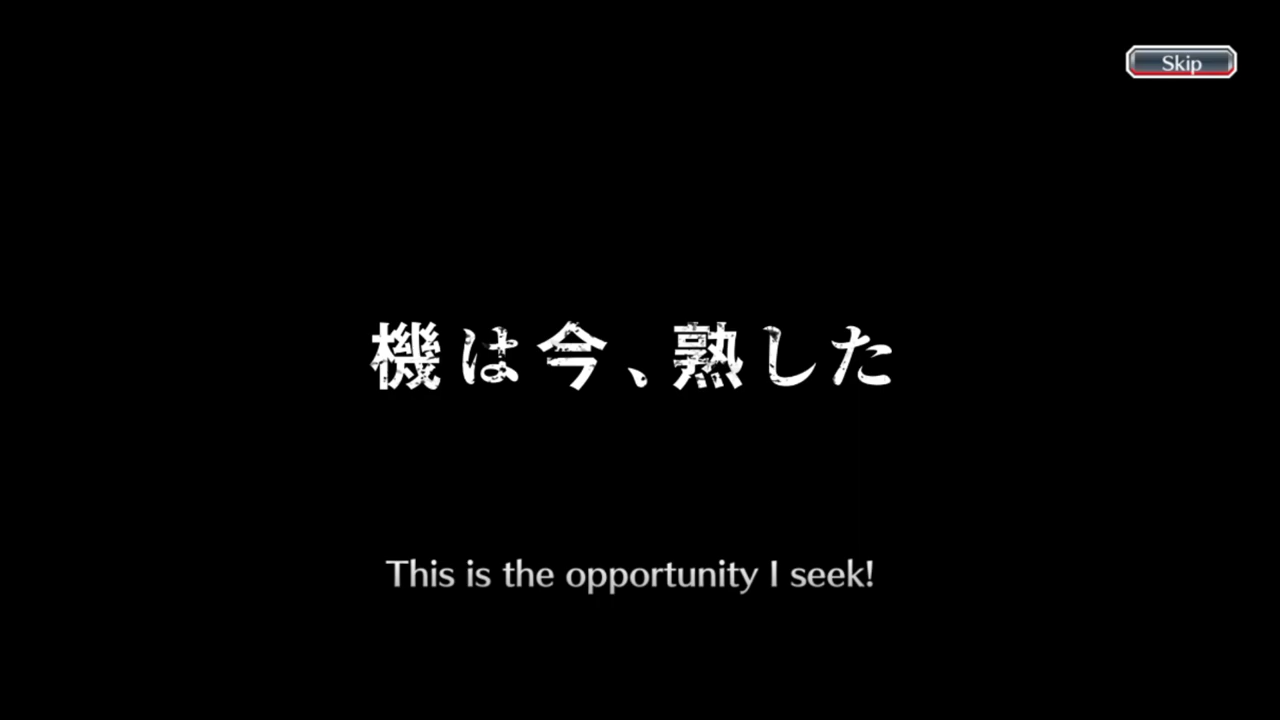 Skip
機は今、熟した
This is the opportunity I seek!